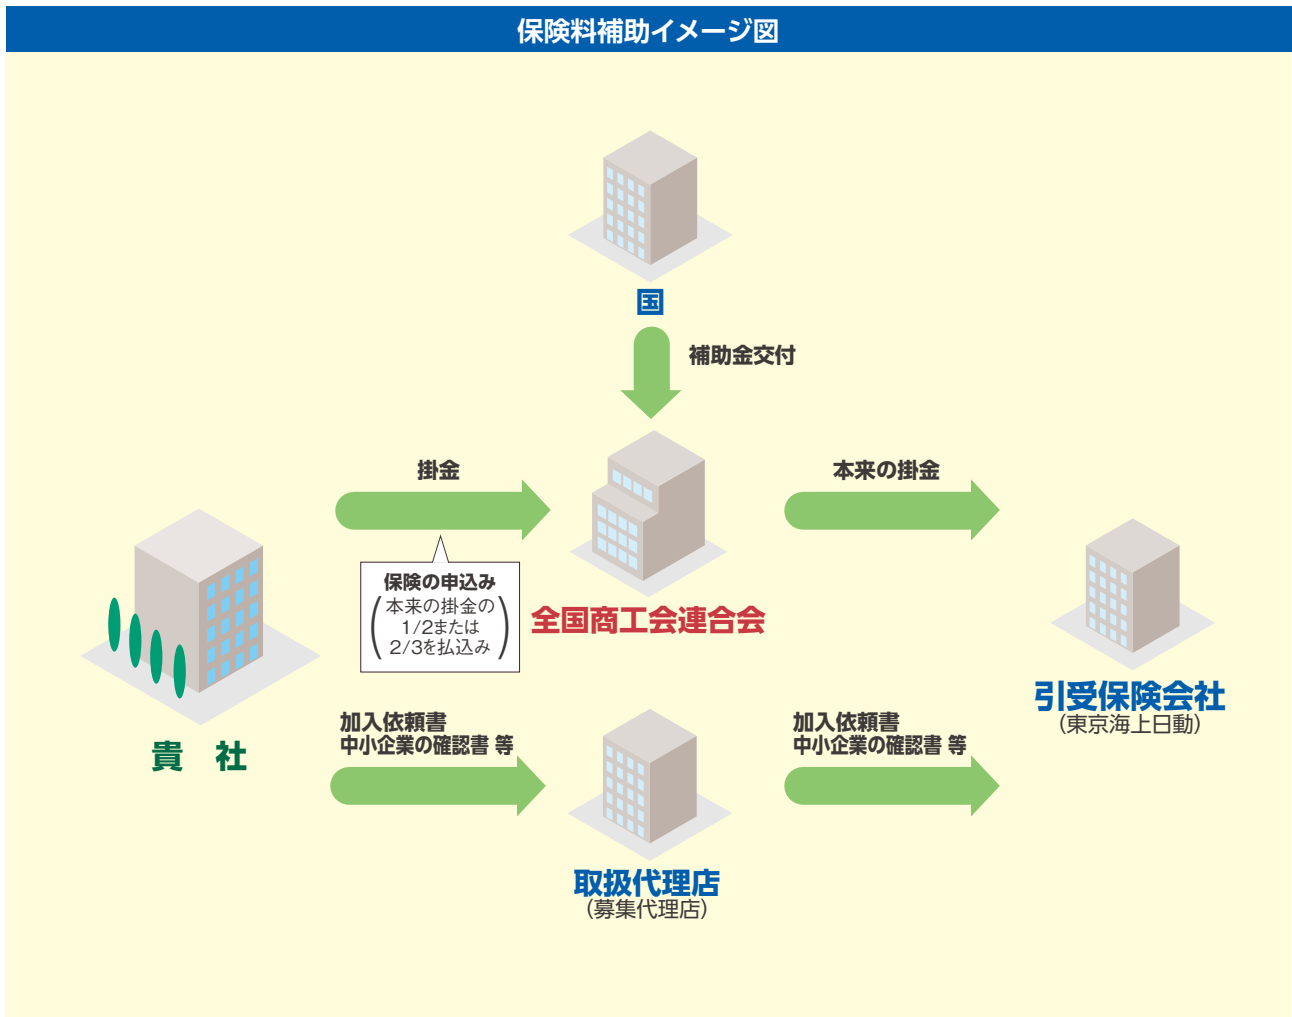 保険料補助イメージ図
国
補助金交付
掛金
本来の掛金
保険の申込み
(本来の掛金の
1/2または
2/3を払込み)
全国商工会連合会
引受保険会社
(東京海上日動)
貴 社
加入依頼書
中小企業の確認書 等
加入依頼書
中小企業の確認書 等
取扱代理店
(募集代理店)